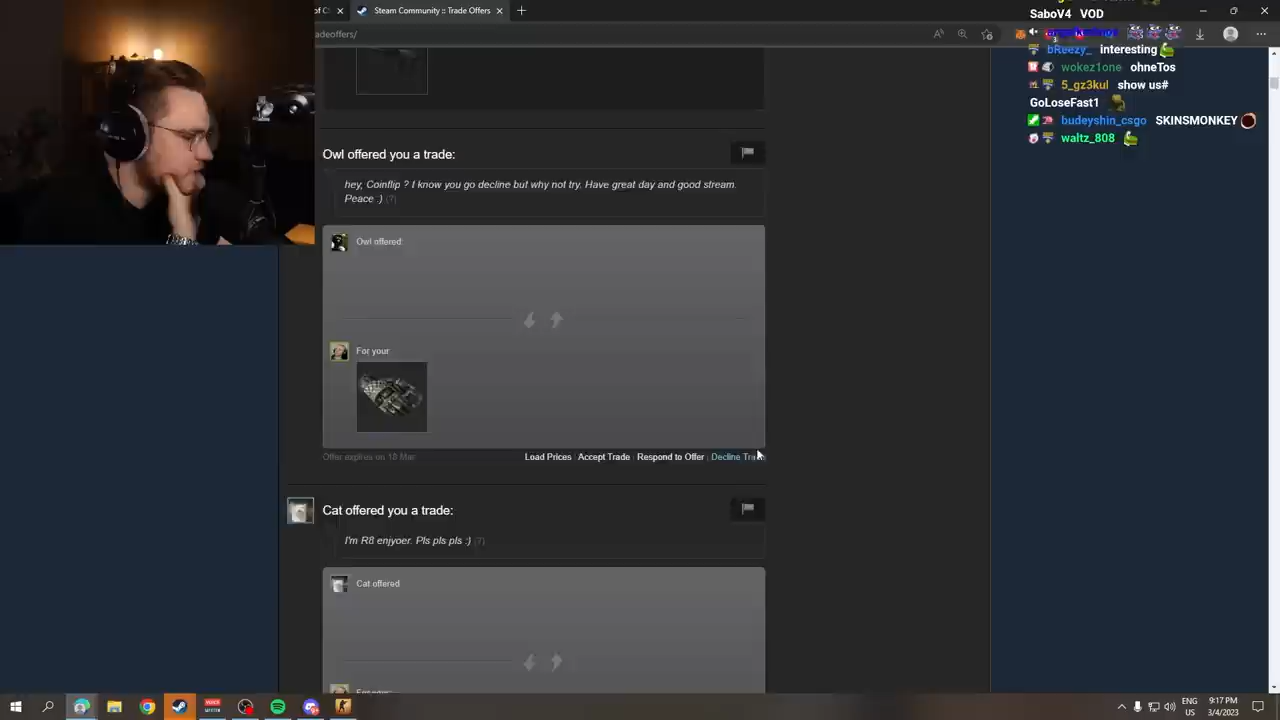 of C
Steam Community :: Trade Offers
adeoffers/
SaboV4 VOD
bReezy_ interesting
wokez1one ohneTos
5_gz3kul show us#
GoLoseFast1
budeyshin_csgo SKINSMONKEY
waltz_808
Owl offered you a trade:
hey, Coinflip ? I know you go decline but why not try. Have great day and good stream.
Peace :) (?)
Owl offered:
For your
Offer expires on 18 Mar
Load Prices | Accept Trade | Respond to Offer | Decline Trade
Cat offered you a trade:
I'm R8 enjyoer. Pls pls pls :) (?)
Cat offered
ENG
US
9:17 PM
3/4/2023